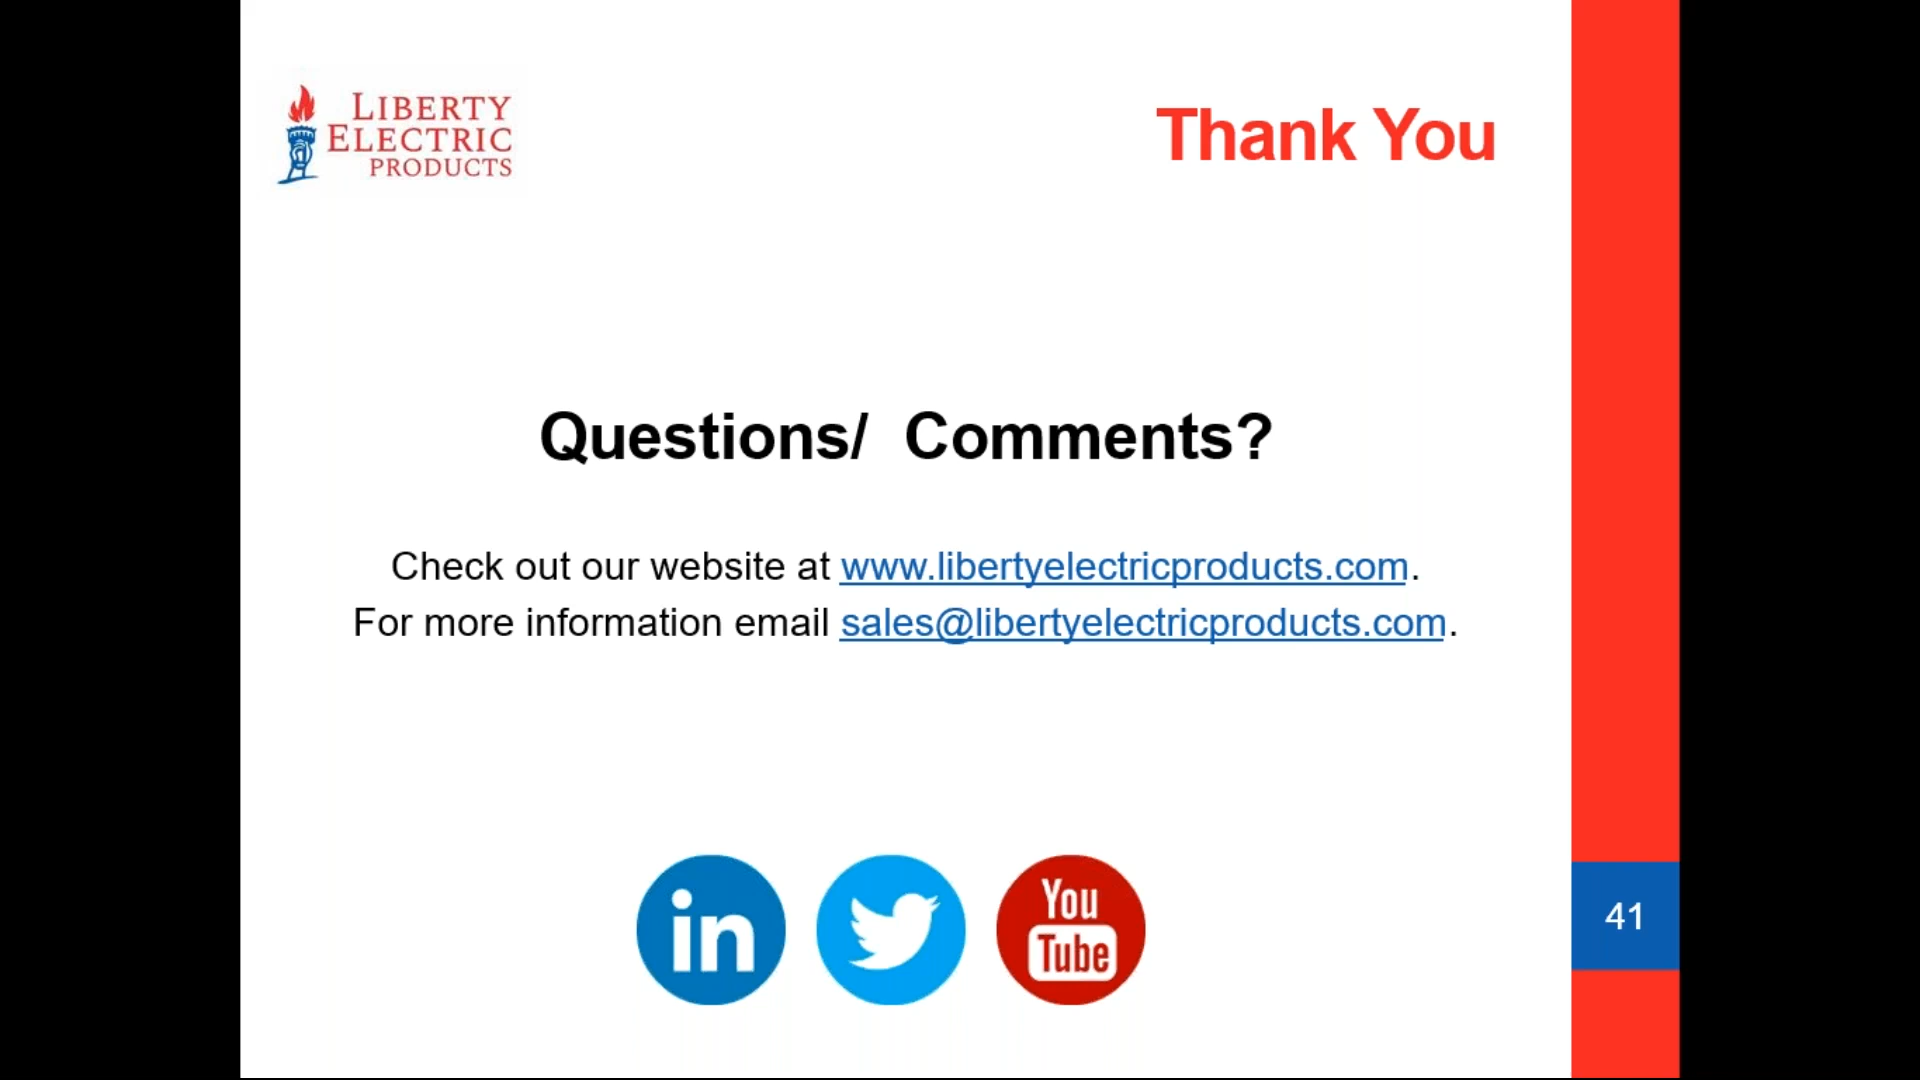 LIBERTY
ELECTRIC
PRODUCTS
Thank You
Questions/  Comments?
Check out our website at www.libertyelectricproducts.com.
For more information email sales@libertyelectricproducts.com.
in
You
Tube
41